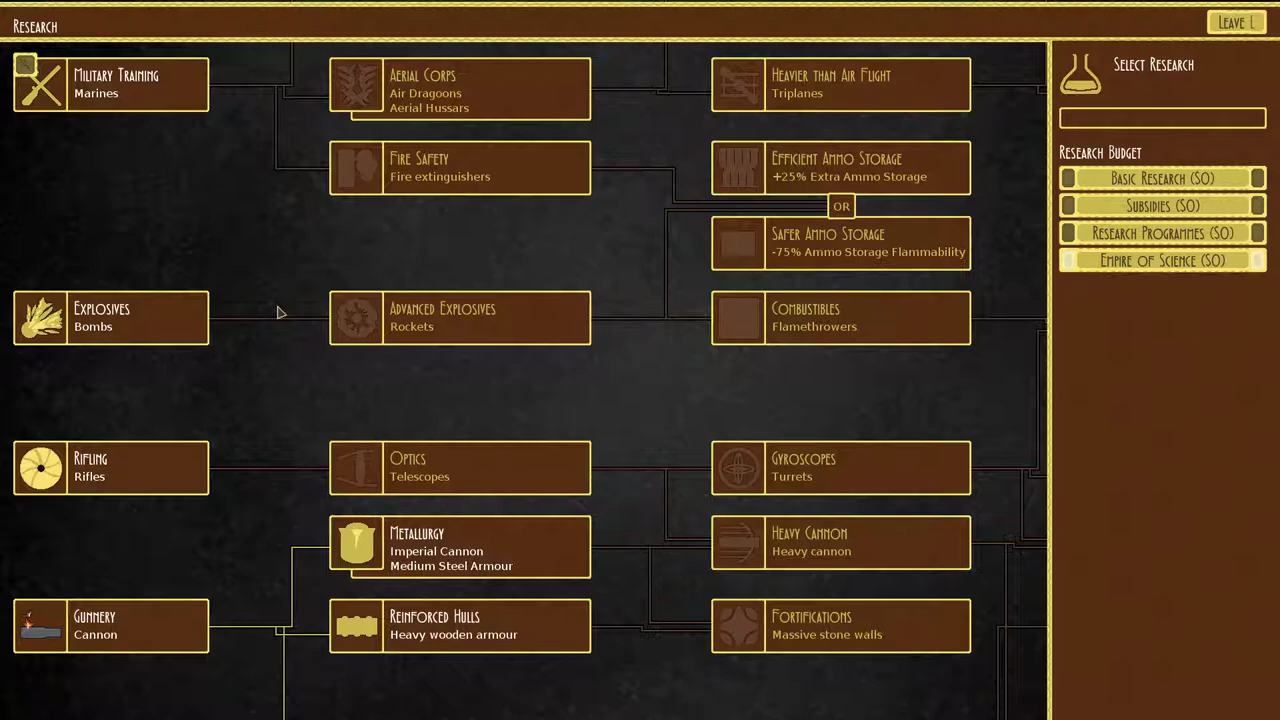 Research
Leave L
Military Training
Marines
Aerial Corps
Air Dragoons
Aerial Hussars
Heavier than Air Flight
Triplanes
Select Research
Fire Safety
Fire extinguishers
Efficient Ammo Storage
+25% Extra Ammo Storage
OR
Safer Ammo Storage
-75% Ammo Storage Flammability
Research Budget
Basic Research ($0)
Subsidies ($0)
Research Programmes ($0)
Empire of Science ($0)
Explosives
Bombs
Advanced Explosives
Rockets
Combustibles
Flamethrowers
Rifling
Rifles
Optics
Telescopes
Gyroscopes
Turrets
Metallurgy
Imperial Cannon
Medium Steel Armour
Heavy Cannon
Heavy cannon
Gunnery
Cannon
Reinforced Hulls
Heavy wooden armour
Fortifications
Massive stone walls